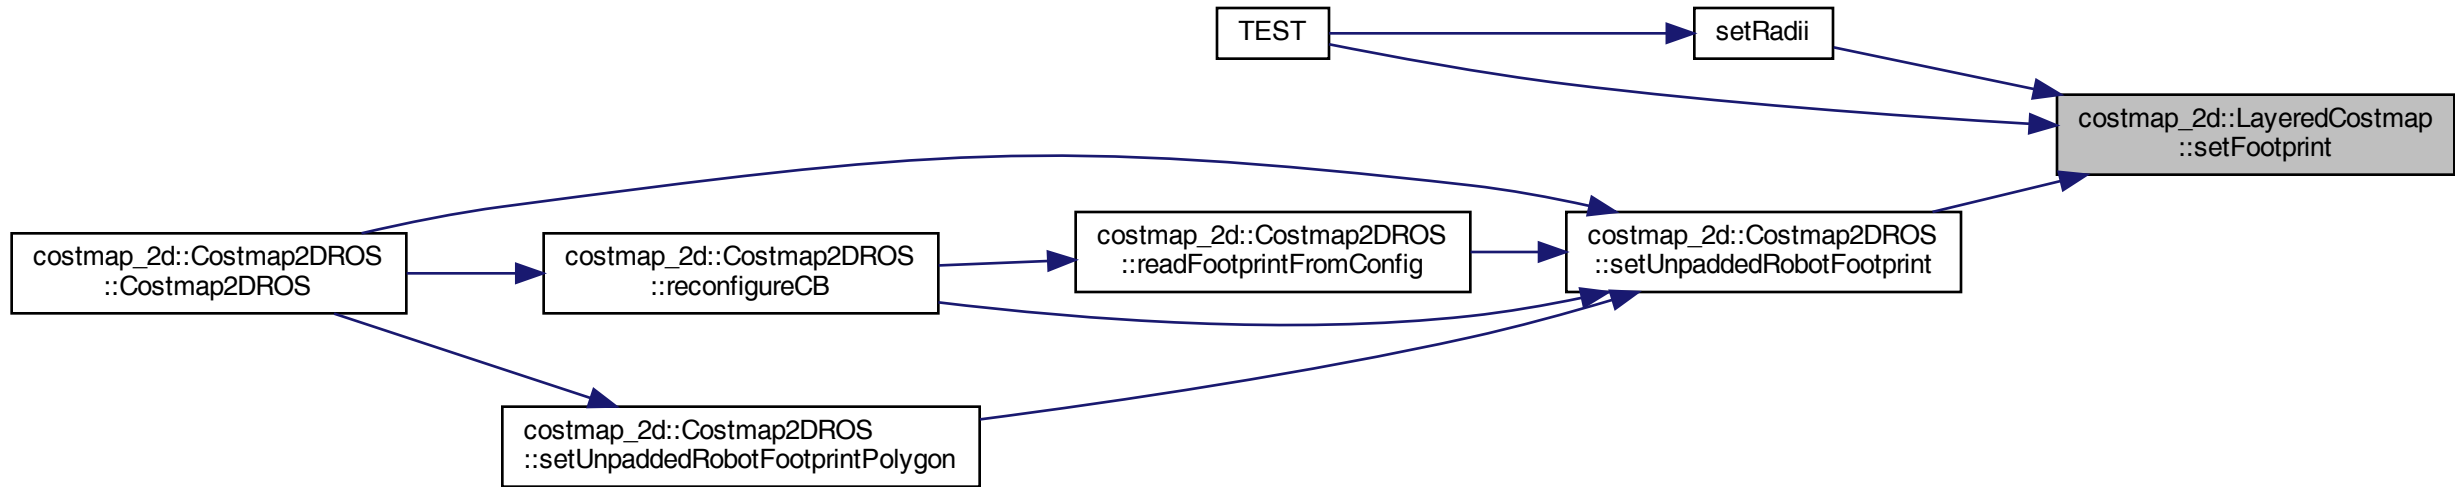 TEST
setRadii
costmap_2d::LayeredCostmap
::setFootprint
costmap_2d::Costmap2DROS
::Costmap2DROS
costmap_2d::Costmap2DROS
::reconfigureCB
costmap_2d::Costmap2DROS
::readFootprintFromConfig
costmap_2d::Costmap2DROS
::setUnpaddedRobotFootprint
costmap_2d::Costmap2DROS
::setUnpaddedRobotFootprintPolygon